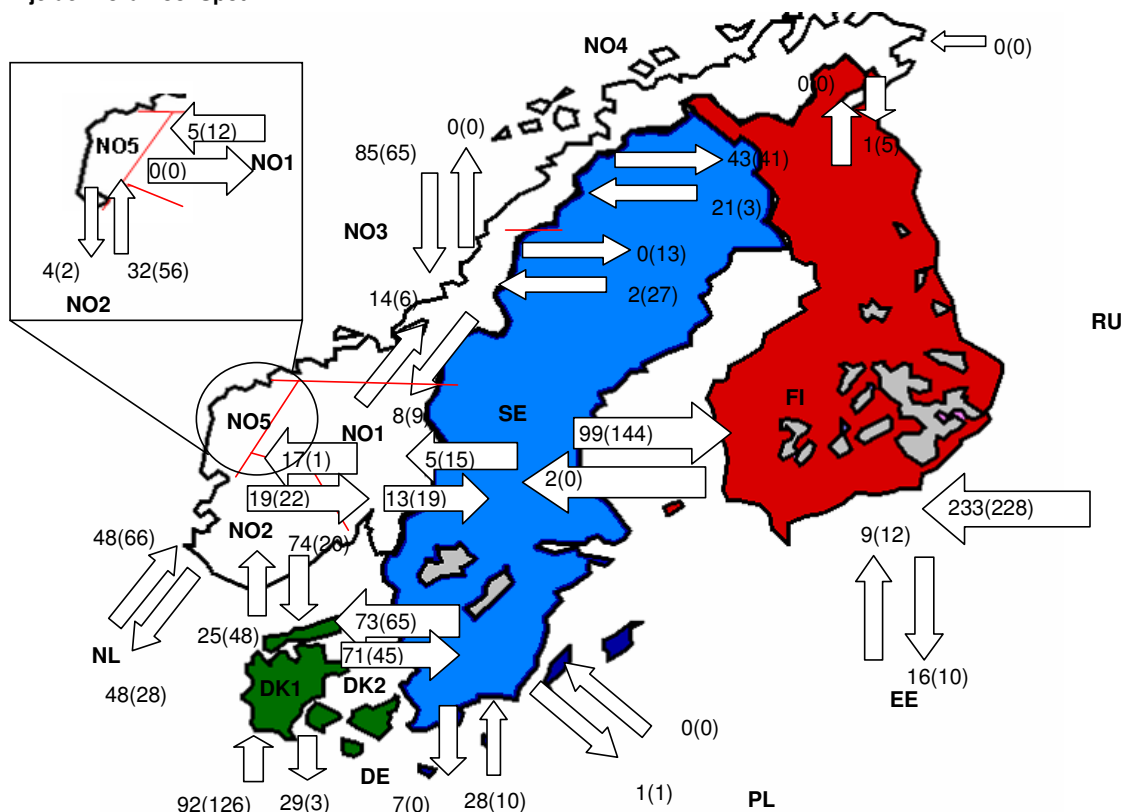 NO4
0(0)
0(0)
5(12)
NO5
0(0)
NO1
0(0)
85(65)
1(5)
43(41)
21(3)
NO3
0(13)
4(2)
32(56)
NO2
14(6)
2(27)
RU
FI
8(9
SE
NO5
NO1
99(144)
17(1)
5(15)
2(0)
19(22)
13(19)
233(228)
NO2
48(66)
74(20)
9(12)
73(65)
25(48)
71(45)
NL
DK1
DK2
48(28)
16(10)
EE
0(0)
DE
1(1)
PL
92(126)
29(3)
7(0)
28(10)